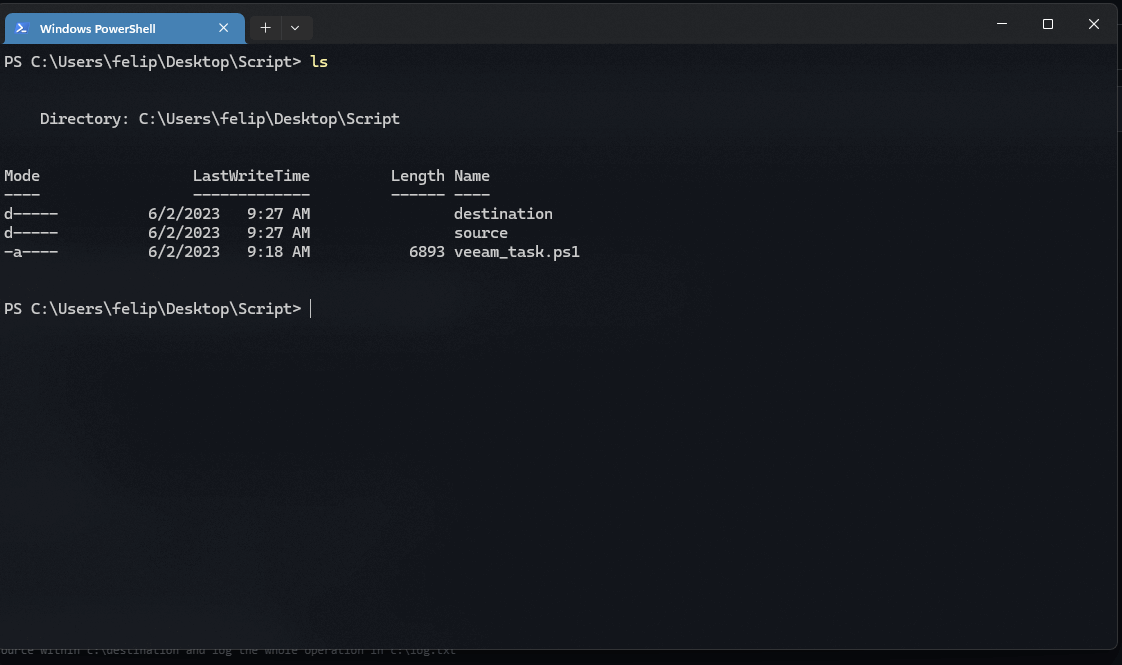 Windows PowerShell
PS C:\Users\felip\Desktop\Script> ls
Directory: C:\Users\felip\Desktop\Script
Mode LastWriteTime Length Name
---- ------------- ------ ----
d----- 6/2/2023 9:27 AM destination
d----- 6/2/2023 9:27 AM source
-a---- 6/2/2023 9:18 AM 6893 veeam_task.ps1
PS C:\Users\felip\Desktop\Script>
within c:\destination and log the whole operation in c:\log.txt